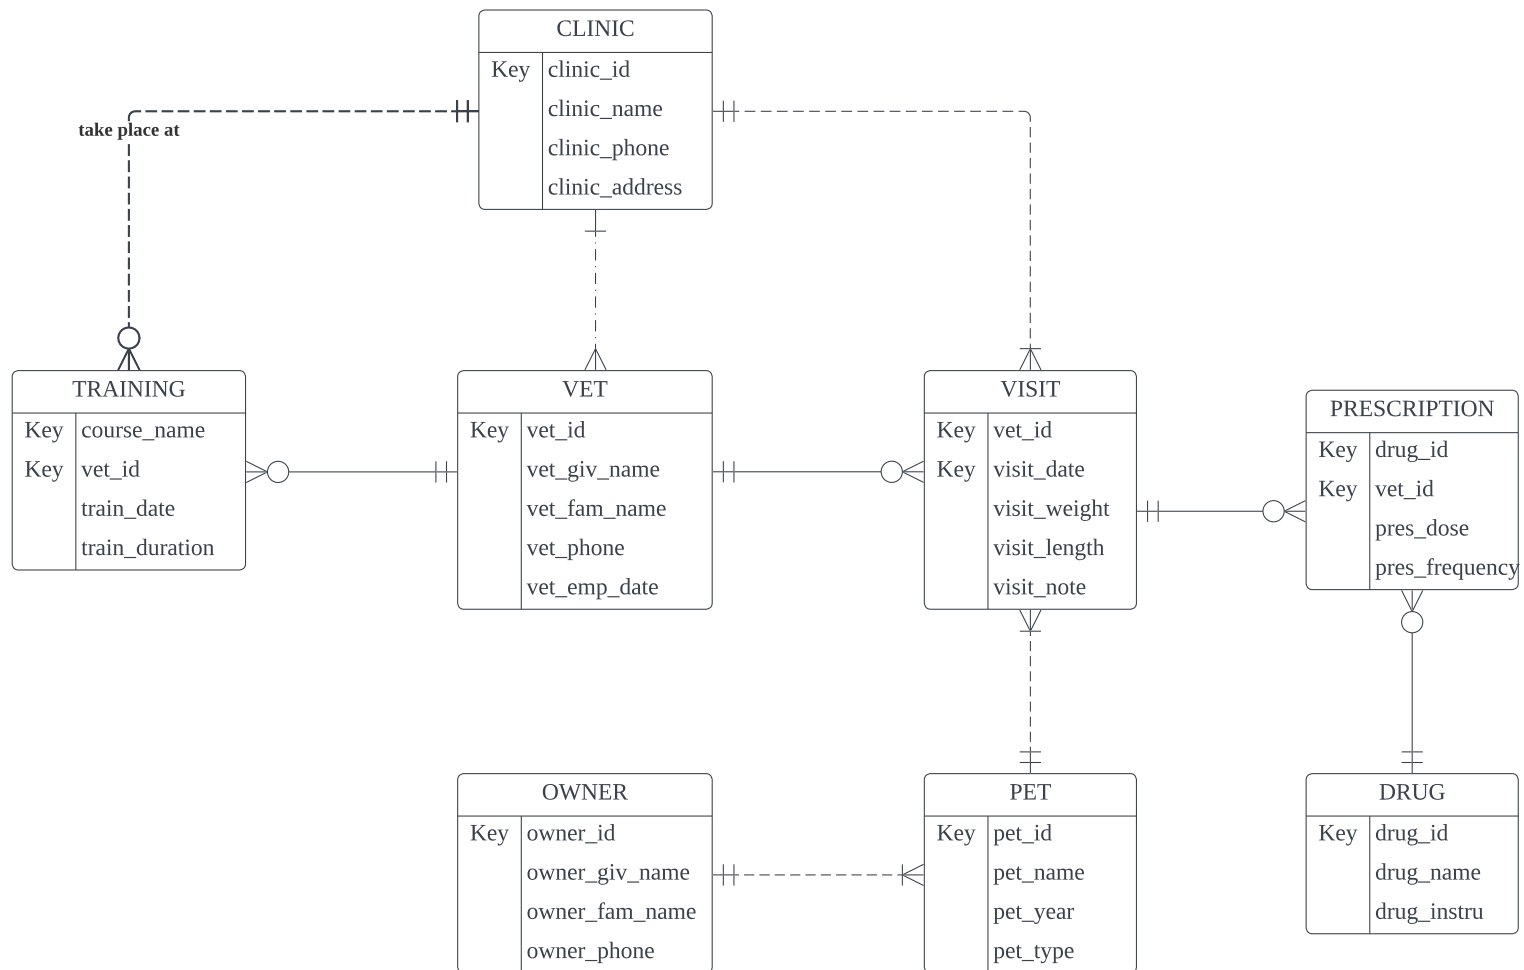 CLINIC
Key clinic_id
clinic_name
clinic_phone
clinic_address
take place at
TRAINING
Key course_name
Key vet_id
train_date
train_duration
VET
Key vet_id
vet_giv_name
vet_fam_name
vet_phone
vet_emp_date
VISIT
Key vet_id
Key visit_date
visit_weight
visit_length
visit_note
PRESCRIPTION
Key drug_id
Key vet_id
pres_dose
pres_frequency
OWNER
Key owner_id
owner_giv_name
owner_fam_name
owner_phone
PET
Key pet_id
pet_name
pet_year
pet_type
DRUG
Key drug_id
drug_name
drug_instru